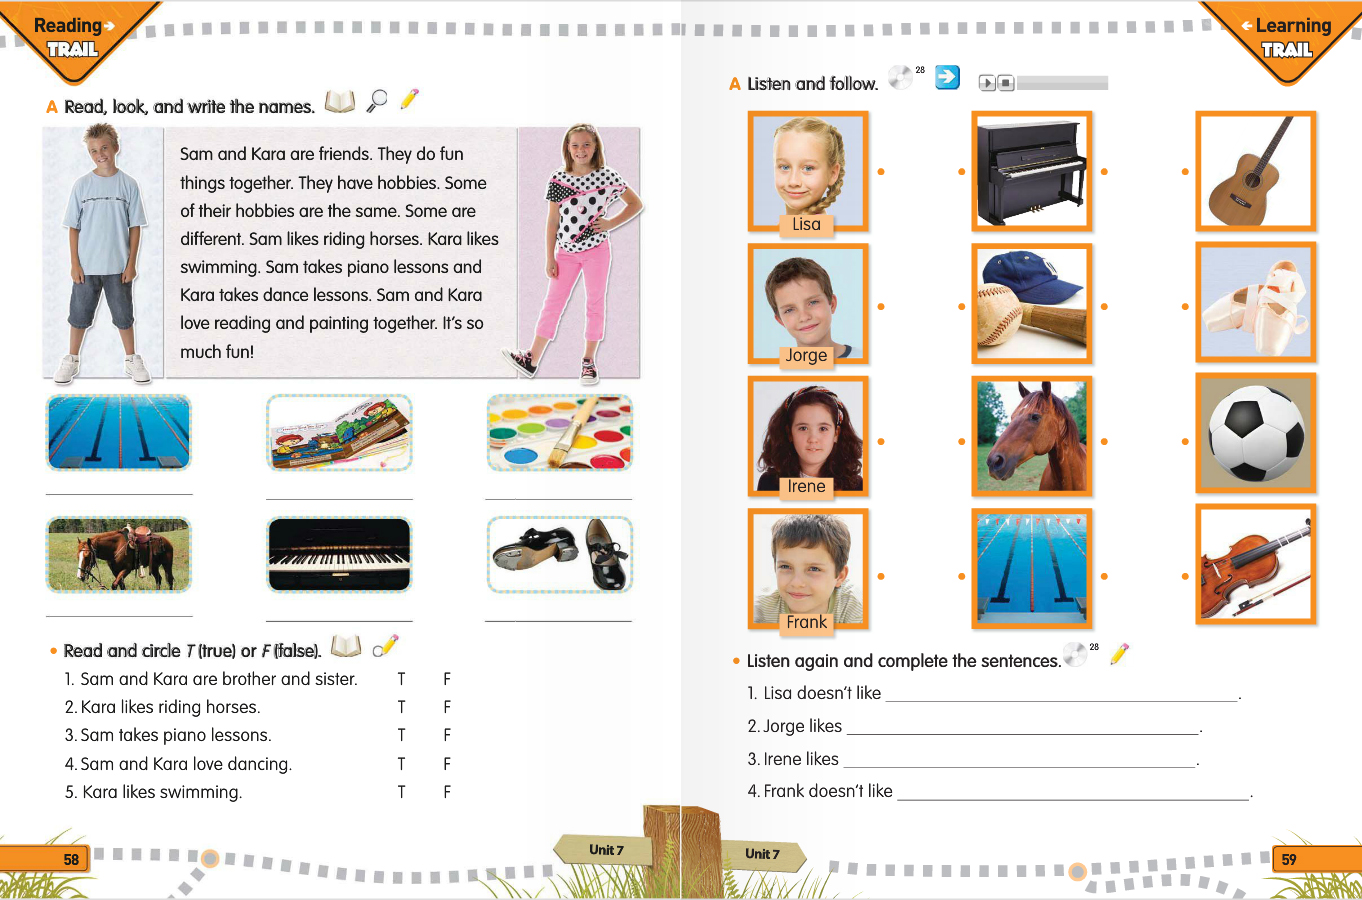 Reading
TRAIL
A Read, look, and write the names.
Sam and Kara are friends. They do fun
things together. They have hobbies. Some
of their hobbies are the same. Some are
different. Sam likes riding horses. Kara likes
swimming. Sam takes piano lessons and
Kara takes dance lessons. Sam and Kara
love reading and painting together. It's so
much fun!
• Read and circle T (true) or F (false).
1. Sam and Kara are brother and sister. T F
2. Kara likes riding horses. T F
3. Sam takes piano lessons. T F
4. Sam and Kara love dancing. T F
5. Kara likes swimming. T F
58
Unit 7
Learning
TRAIL
A Listen and follow. 28
Lisa
Jorge
Irene
Frank
• Listen again and complete the sentences. 28
1. Lisa doesn't like ______.
2. Jorge likes ______.
3. Irene likes ______.
4. Frank doesn't like ______.
Unit 7
59